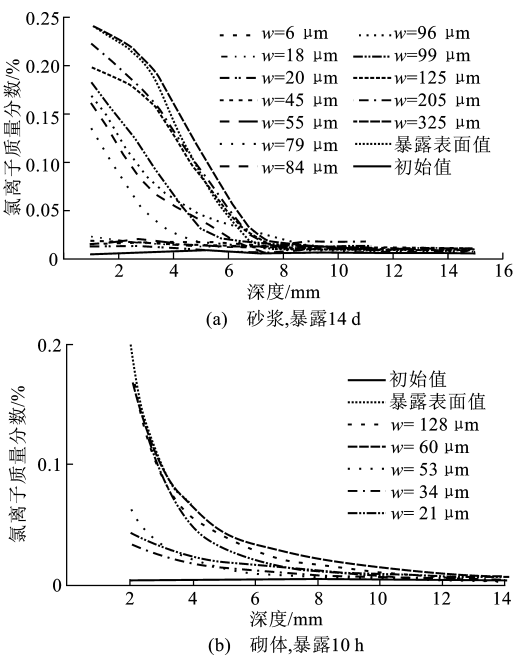 0.25
0.20
0.15
0.10
0.05
0
氯离子质量分数/%
w=6 μm
w=18 μm
w=20 μm
w=45 μm
w=55 μm
w=79 μm
w=84 μm
w=96 μm
w=99 μm
w=125 μm
w=205 μm
w=325 μm
暴露表面值
初始值
2 4 6 8 10 12 14 16
深度/mm
(a) 砂浆,暴露14 d
0.2
0.1
0
氯离子质量分数/%
初始值
暴露表面值
w= 128 μm
w= 60 μm
w= 53 μm
w= 34 μm
w= 21 μm
2 4 6 8 10 12 14
深度/mm
(b) 砌体,暴露10 h